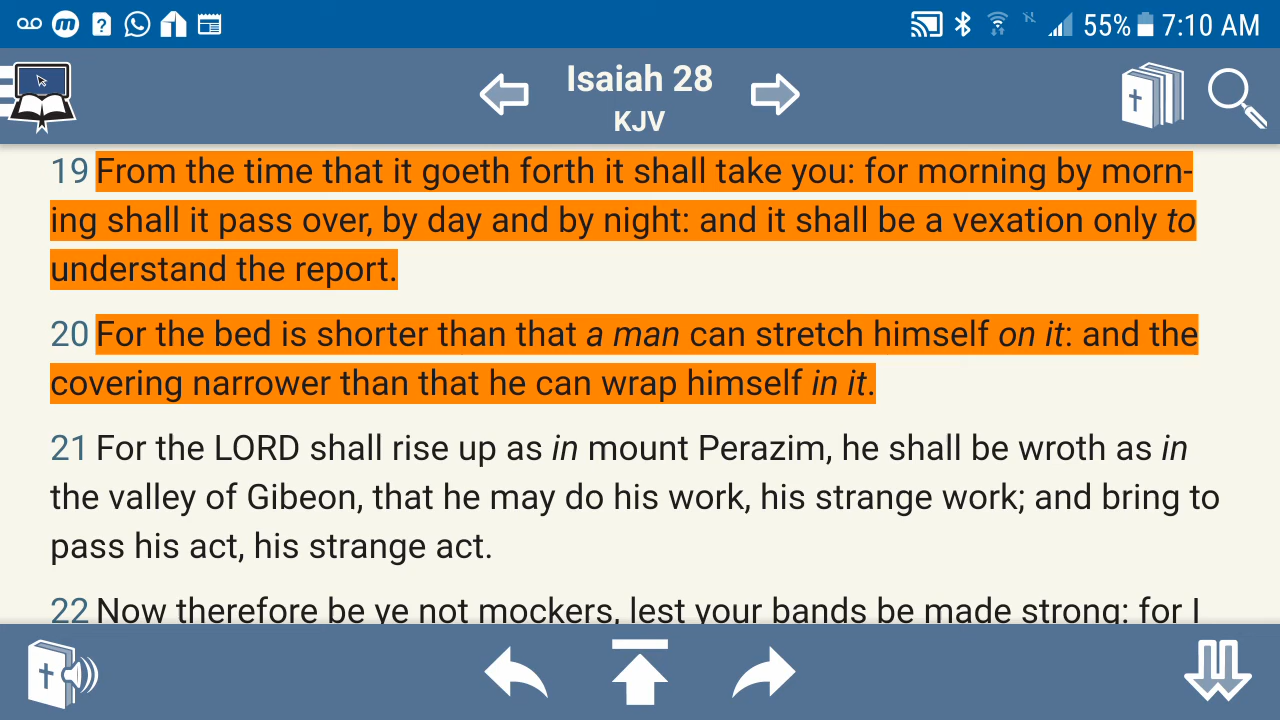 55% 7:10 AM
Isaiah 28
KJV
19 From the time that it goeth forth it shall take you: for morning by morn-
ing shall it pass over, by day and by night: and it shall be a vexation only to
understand the report.
20 For the bed is shorter than that a man can stretch himself on it: and the
covering narrower than that he can wrap himself in it.
21 For the LORD shall rise up as in mount Perazim, he shall be wroth as in
the valley of Gibeon, that he may do his work, his strange work; and bring to
pass his act, his strange act.
22 Now therefore be ye not mockers, lest your bands be made strong: for I